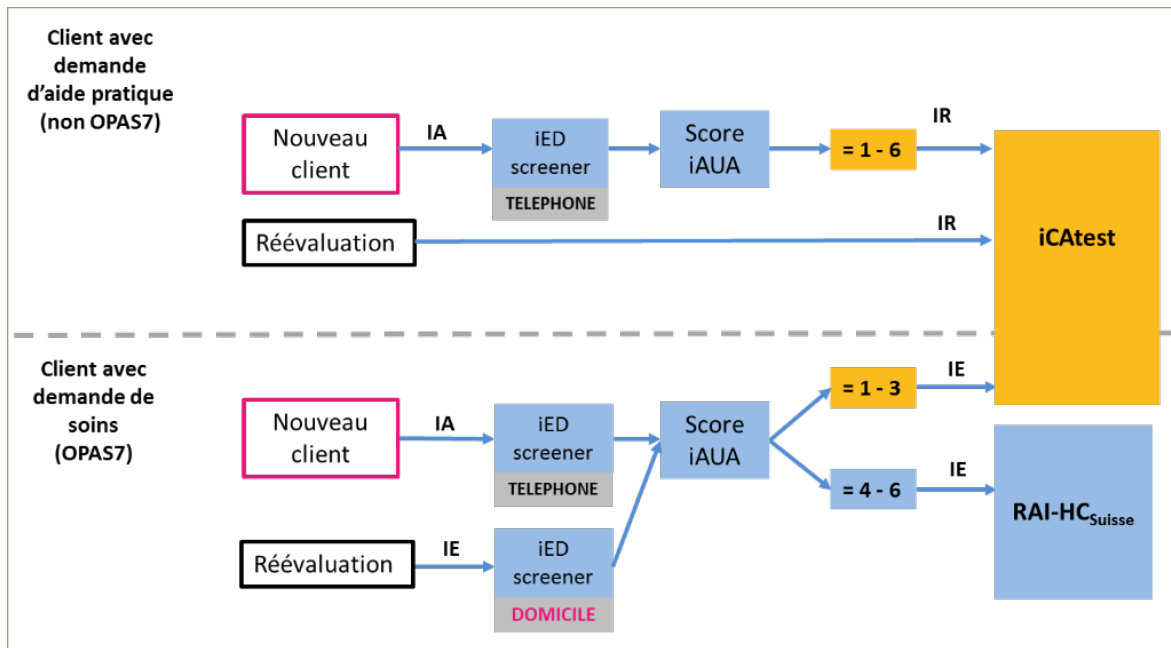 Client avec
demande
d'aide pratique
(non OPAS7)
Nouveau
client
IA
iED
screener
TELEPHONE
Score
iAUA
= 1 - 6
IR
Réévaluation
IR
iCAtest
Client avec
demande de
soins
(OPAS7)
Nouveau
client
IA
iED
screener
TELEPHONE
Score
iAUA
= 1 - 3
IE
= 4 - 6
IE
RAI-HCSuisse
Réévaluation
IE
iED
screener
DOMICILE